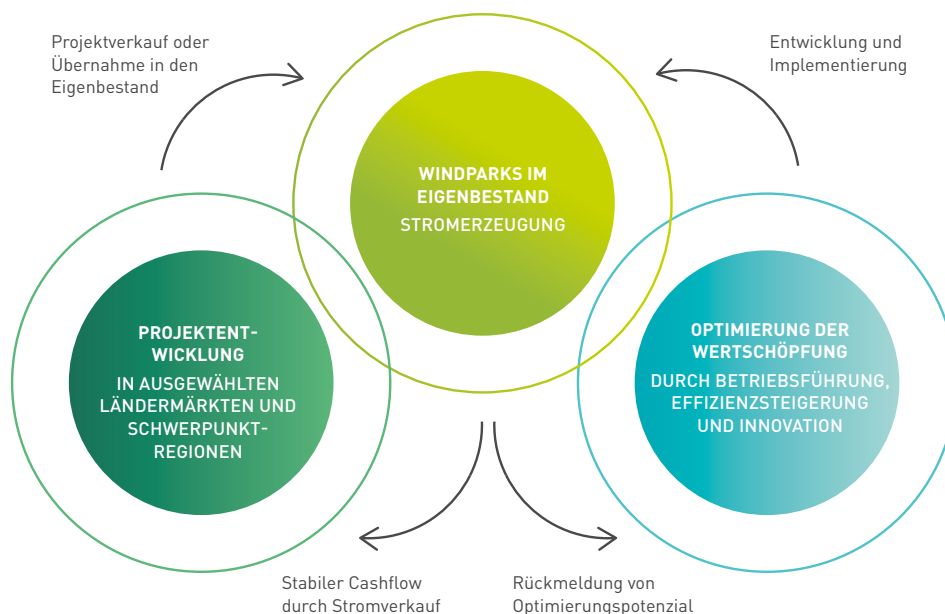 Projektverkauf oder
Übernahme in den
Eigenbestand
Entwicklung und
Implementierung
WINDPARKS IM
EIGENBESTAND
STROMERZEUGUNG
PROJEKTENT-
WICKLUNG
IN AUSGEWÄHLTEN
LÄNDERMÄRKTEN UND
SCHWERPUNKT-
REGIONEN
OPTIMIERUNG DER
WERTSCHÖPFUNG
DURCH BETRIEBSFÜHRUNG,
EFFIZIENZSTEIGERUNG
UND INNOVATION
Stabiler Cashflow
durch Stromverkauf
Rückmeldung von
Optimierungspotenzial